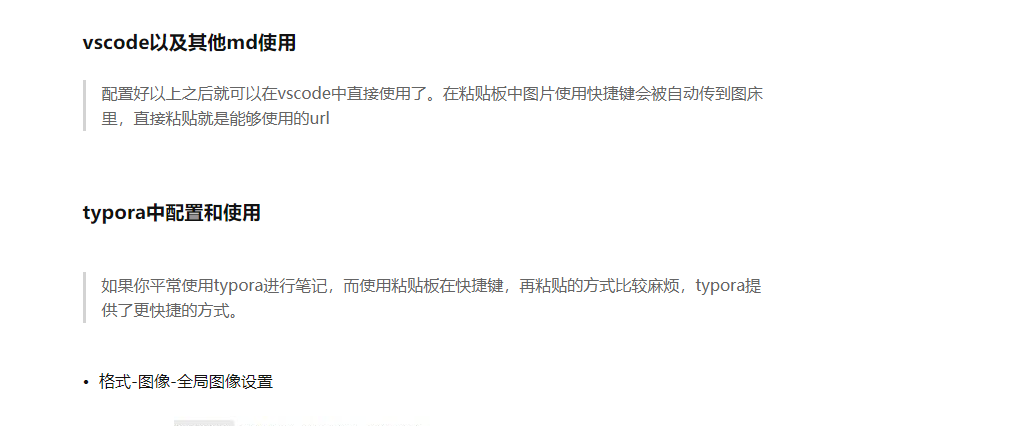 vscode以及其他md使用
配置好以上之后就可以在vscode中直接使用了。在粘贴板中图片使用快捷键会被自动传到图床
里，直接粘贴就是能够使用的url
typora中配置和使用
如果你平常使用typora进行笔记，而使用粘贴板在快捷键，再粘贴的方式比较麻烦，typora提
供了更快捷的方式。
• 格式-图像-全局图像设置